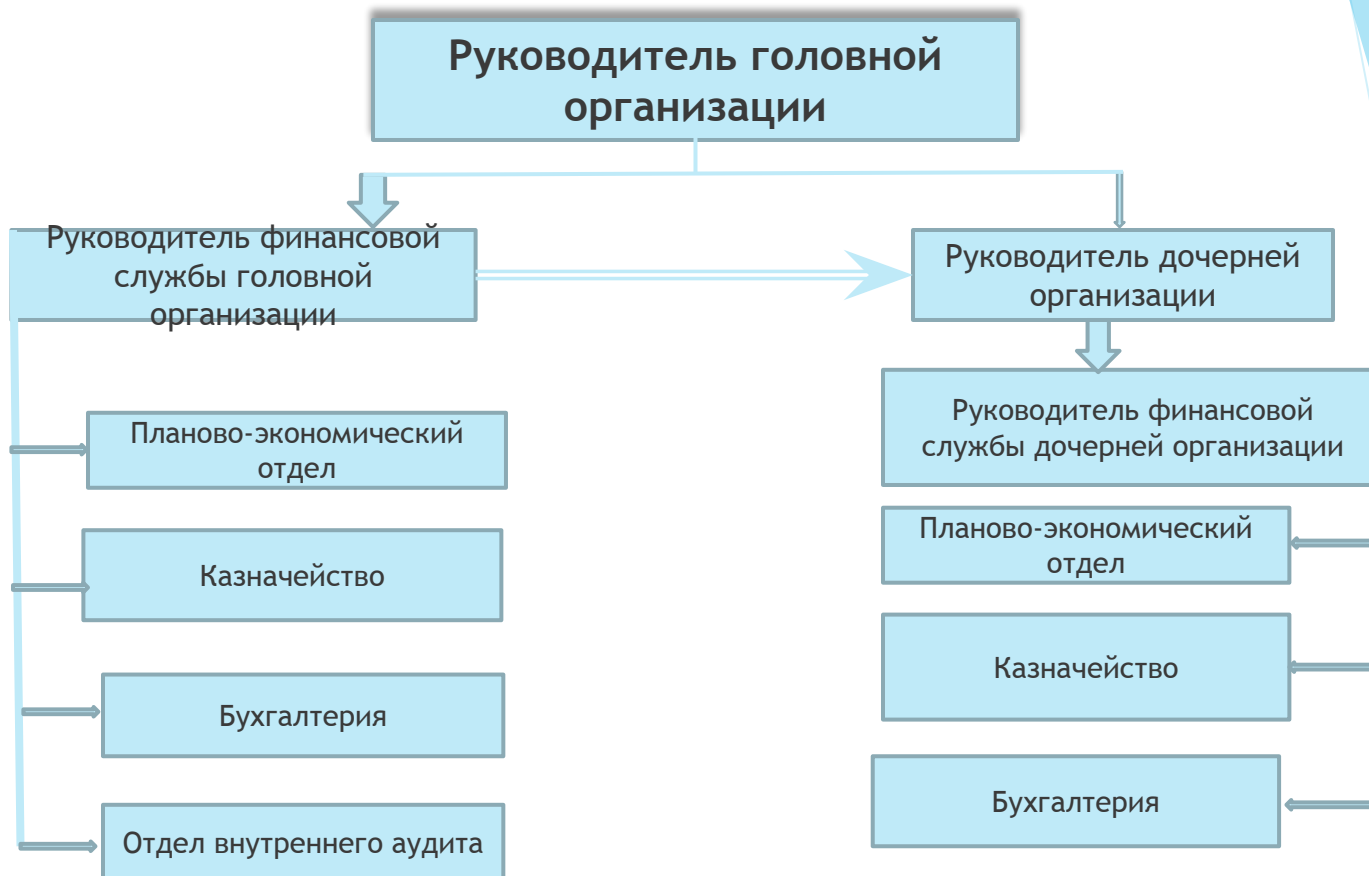 Руководитель головной
организации
Руководитель финансовой
службы головной
организации
Руководитель дочерней
организации
Руководитель финансовой
службы дочерней организации
Планово-экономический
отдел
Планово-экономический
отдел
Казначейство
Казначейство
Бухгалтерия
Бухгалтерия
Отдел внутреннего аудита